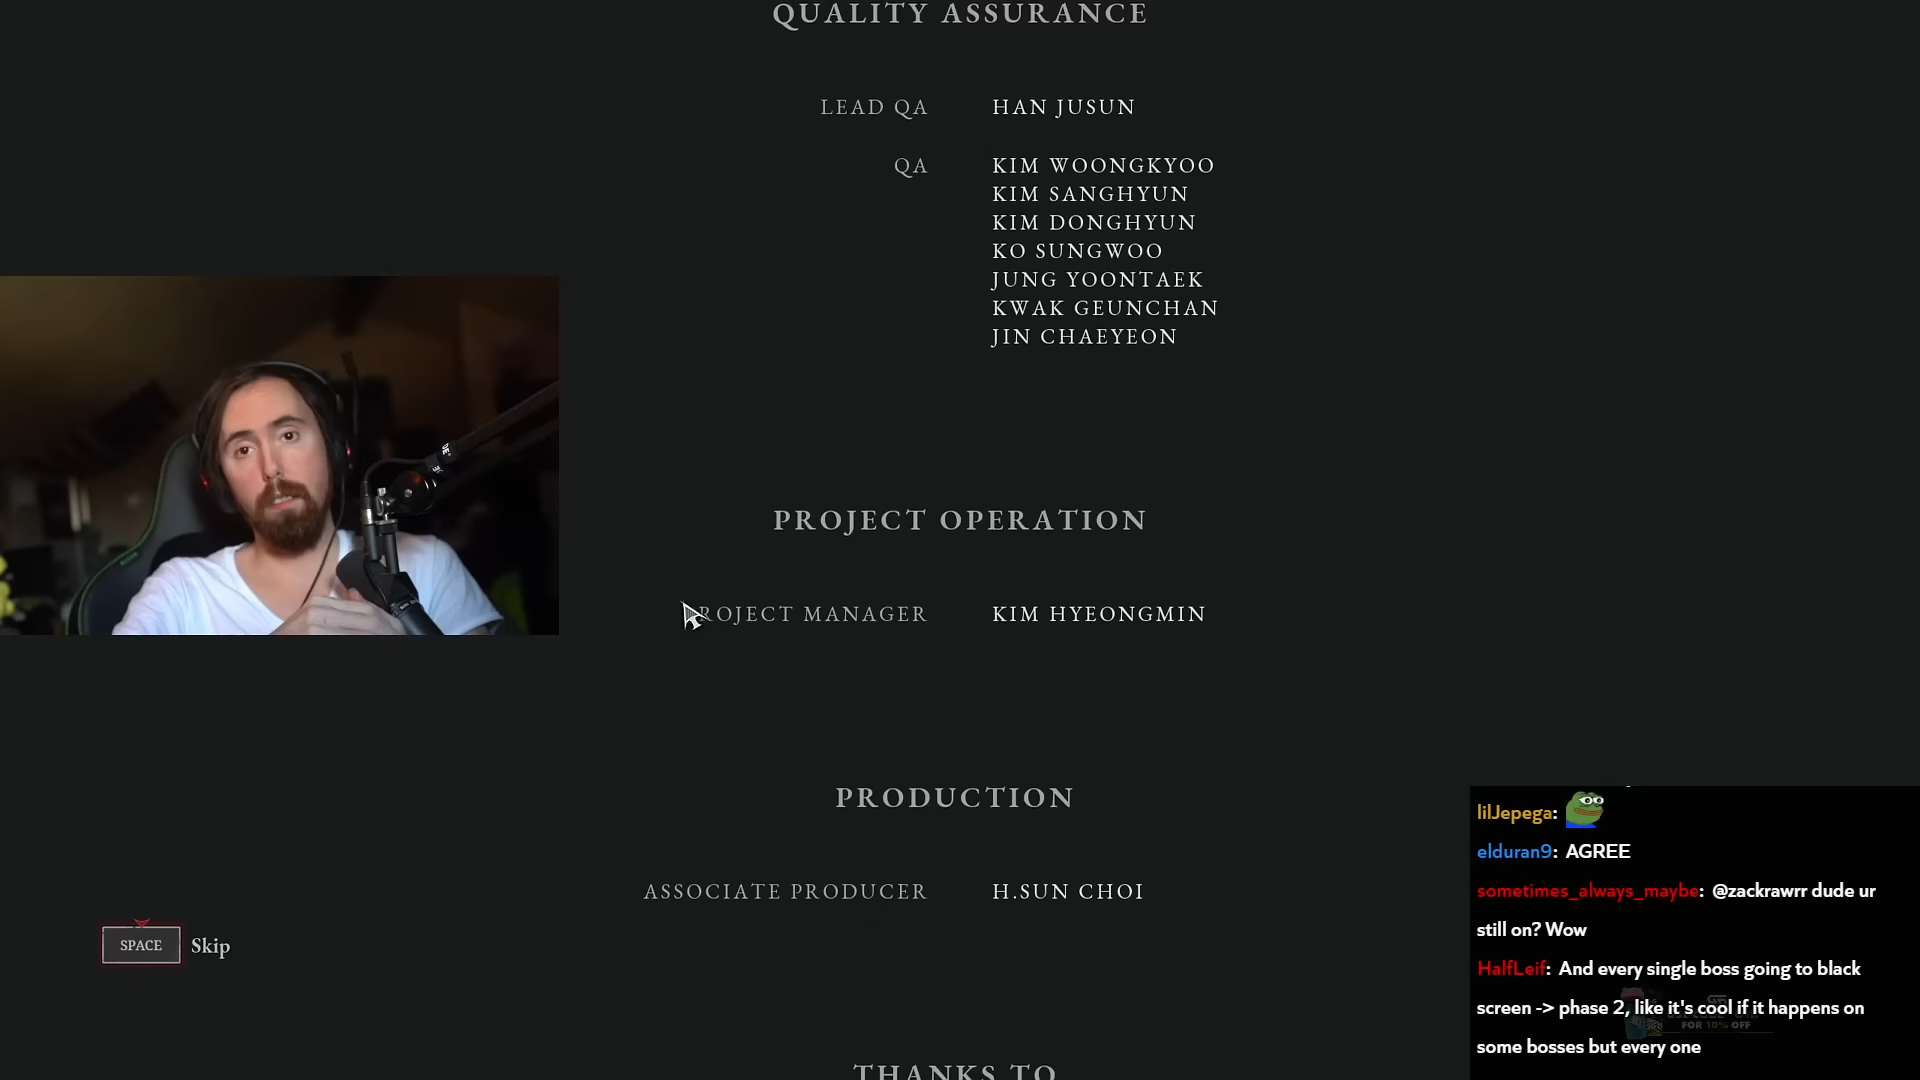 QUALITY ASSURANCE
LEAD QA HAN JUSUN
QA KIM WOONGKYOO
KIM SANGHYUN
KIM DONGHYUN
KO SUNGWOO
JUNG YOONTAEK
KWAK GEUNCHAN
JIN CHAEYEON
PROJECT OPERATION
ROJECT MANAGER KIM HYEONGMIN
PRODUCTION
ASSOCIATE PRODUCER H.SUN CHOI
SPACE Skip
THANKS TO
lilJepega:
elduran9: AGREE
sometimes_always_maybe: @zackrawrr dude ur
still on? Wow
HalfLeif: And every single boss going to black
screen -> phase 2, like it's cool if it happens on
FOR 10% OFF
some bosses but every one